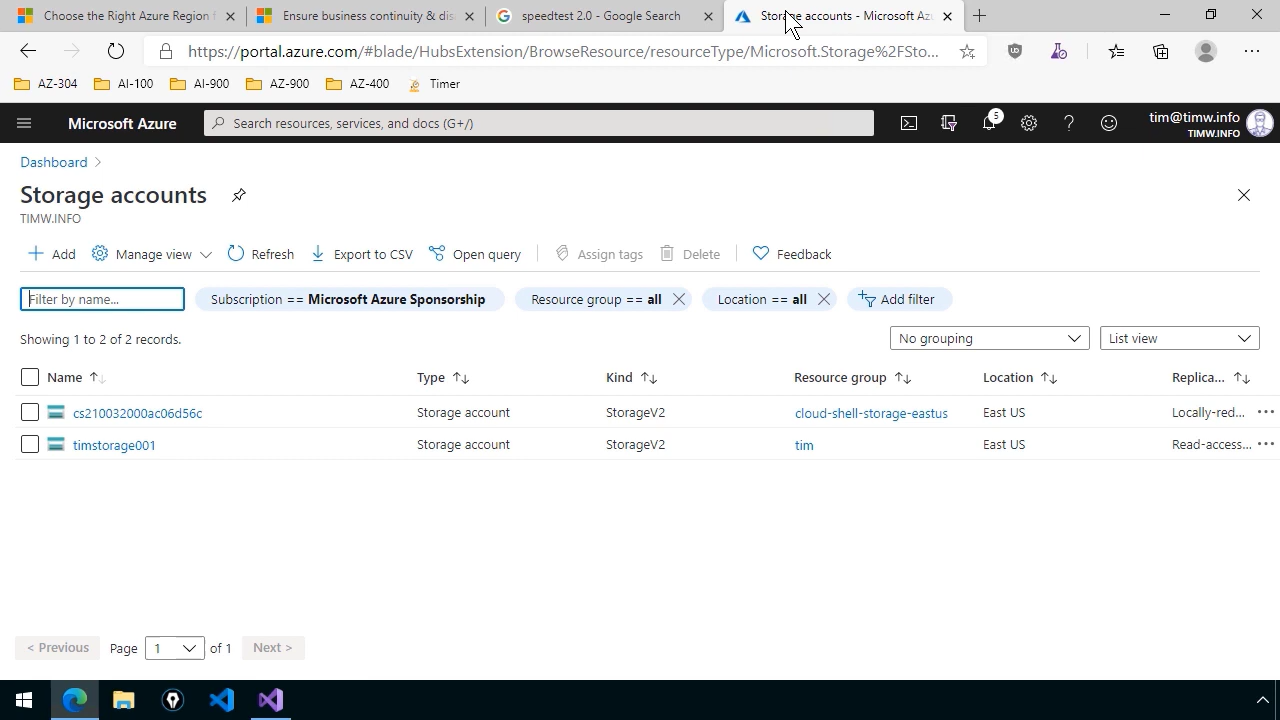 Choose the Right Azure Region f
Ensure business continuity & dis
speedtest 2.0 - Google Search
Storage accounts - Microsoft Azu
https://portal.azure.com/#blade/HubsExtension/BrowseResource/resourceType/Microsoft.Storage%2FSto...
AZ-304
AI-100
AI-900
AZ-900
AZ-400
Timer
Microsoft Azure
Search resources, services, and docs (G+/)
5
tim@timw.info
TIMW.INFO
Dashboard
Storage accounts
TIMW.INFO
Add
Manage view
Refresh
Export to CSV
Open query
Assign tags
Delete
Feedback
Filter by name...
Subscription == Microsoft Azure Sponsorship
Resource group == all
Location == all
Add filter
Showing 1 to 2 of 2 records.
No grouping
List view
Name
Type
Kind
Resource group
Location
Replica...
cs210032000ac06d56c
Storage account
StorageV2
cloud-shell-storage-eastus
East US
Locally-red...
timstorage001
Storage account
StorageV2
tim
East US
Read-access...
< Previous
Page
1
of 1
Next >